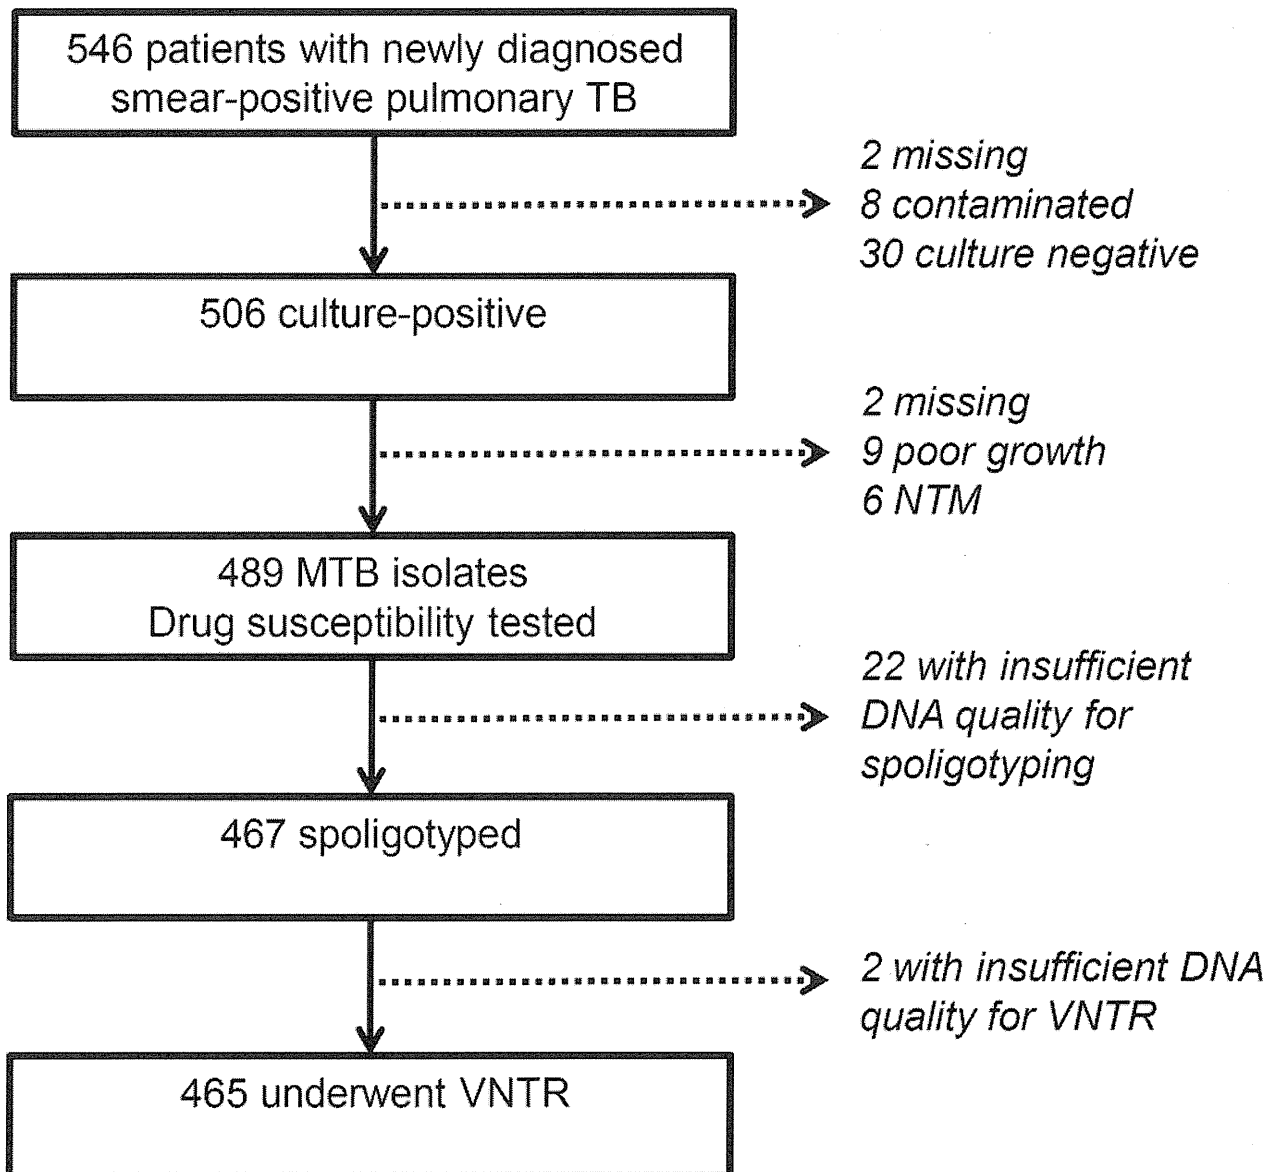 546 patients with newly diagnosed
smear-positive pulmonary TB
2 missing
8 contaminated
30 culture negative
506 culture-positive
2 missing
9 poor growth
6 NTM
489 MTB isolates
Drug susceptibility tested
22 with insufficient
DNA quality for
spoligotyping
467 spoligotyped
2 with insufficient DNA
quality for VNTR
465 underwent VNTR